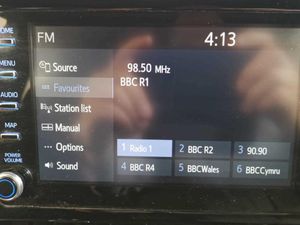 HOME
FM
4:13
MENU
Source
98.50 MHz
Favourites
BBC R1
AUDIO
Station list
Manual
MAP
Options
1 Radio 1
2 BBC R2
3 90.90
POWER
VOLUME
Sound
4 BBC R4
5 BBCWales
6 BBCCymru